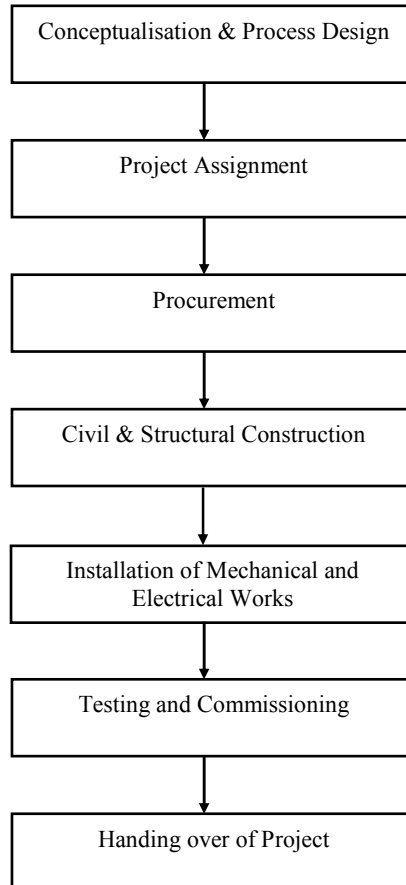 Conceptualisation & Process Design
Project Assignment
Procurement
Civil & Structural Construction
Installation of Mechanical and
Electrical Works
Testing and Commissioning
Handing over of Project